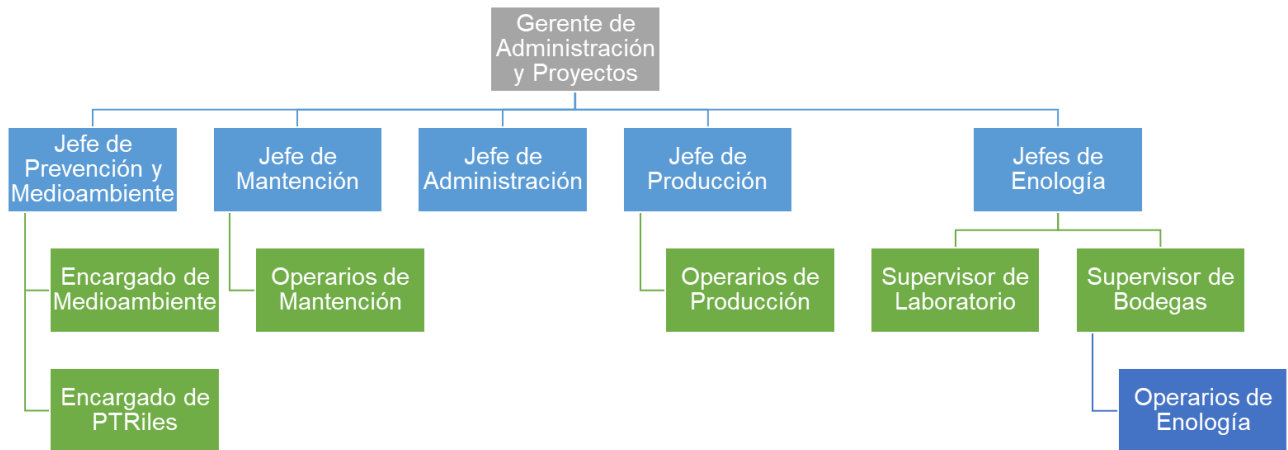 Gerente de
Administración
y Proyectos
Jefe de
Prevención y
Medioambiente
Jefe de
Mantención
Jefe de
Administración
Jefe de
Producción
Jefes de
Enología
Encargado de
Medioambiente
Operarios de
Mantención
Operarios de
Producción
Supervisor de
Laboratorio
Supervisor de
Bodegas
Encargado de
PTRiles
Operarios de
Enología